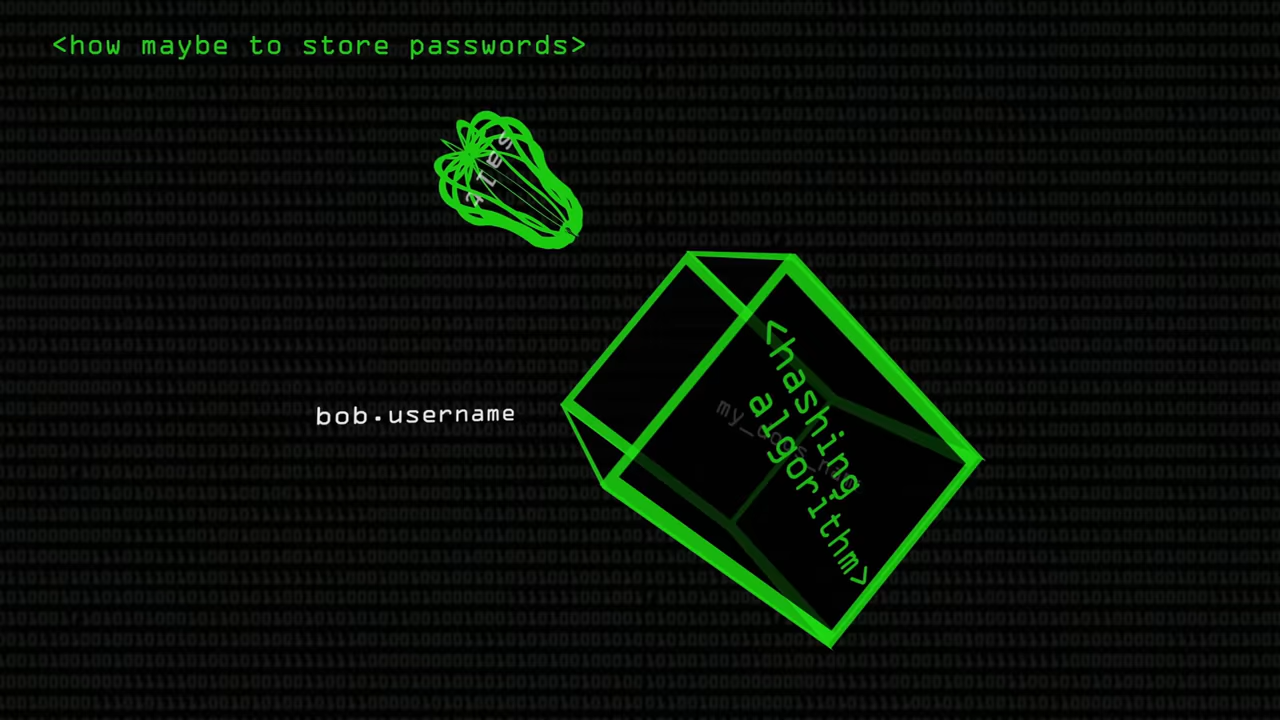 <how maybe to store passwords>
bob.username
<hashing
algorithm>